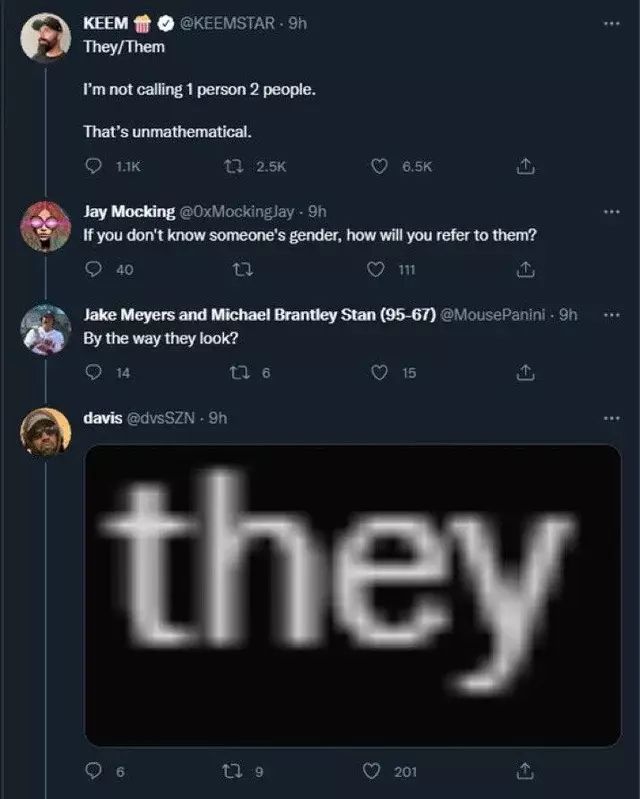 KEEM 🍿 @KEEMSTAR · 9h
They/Them
I'm not calling 1 person 2 people.
That's unmathematical.
1.1K 2.5K 6.5K
Jay Mocking @0xMockingJay · 9h
If you don't know someone's gender, how will you refer to them?
40 111
Jake Meyers and Michael Brantley Stan (95-67) @MousePanini · 9h
By the way they look?
14 6 15
davis @dvsSZN · 9h
they
6 9 201